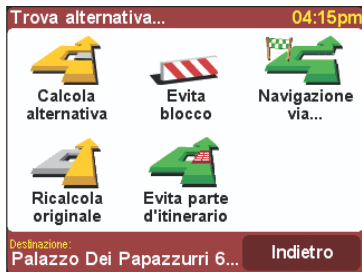 Trova alternativa... 04:15pm
Calcola
alternativa
Evita
blocco
Navigazione
via...
Ricalcola
originale
Evita parte
d'itinerario
Destinazione:
Palazzo Dei Papazzurri 6...
Indietro